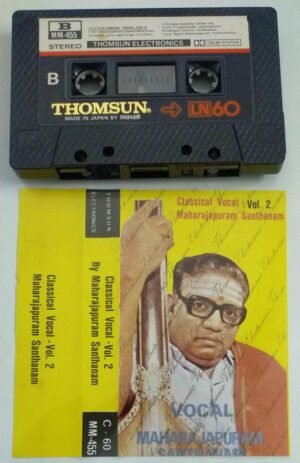 B
MM-455
STEREO
THOMSUN ELECTRONICS
DOLBY SYSTEM
B
THOMSUN
MADE IN JAPAN BY maxell
LN60
THOMSUN
ELECTRONICS
Classical Vocal -Vol. 2
By Maharajapuram Santhanam
Classical Vocal -Vol. 2
Maharajapuram Santhanam
C - 60
MM-455
Classical Vocal - Vol. 2
Maharajapuram Santhanam
VOCAL
MAHARAJAPURAM
SANTHANAM